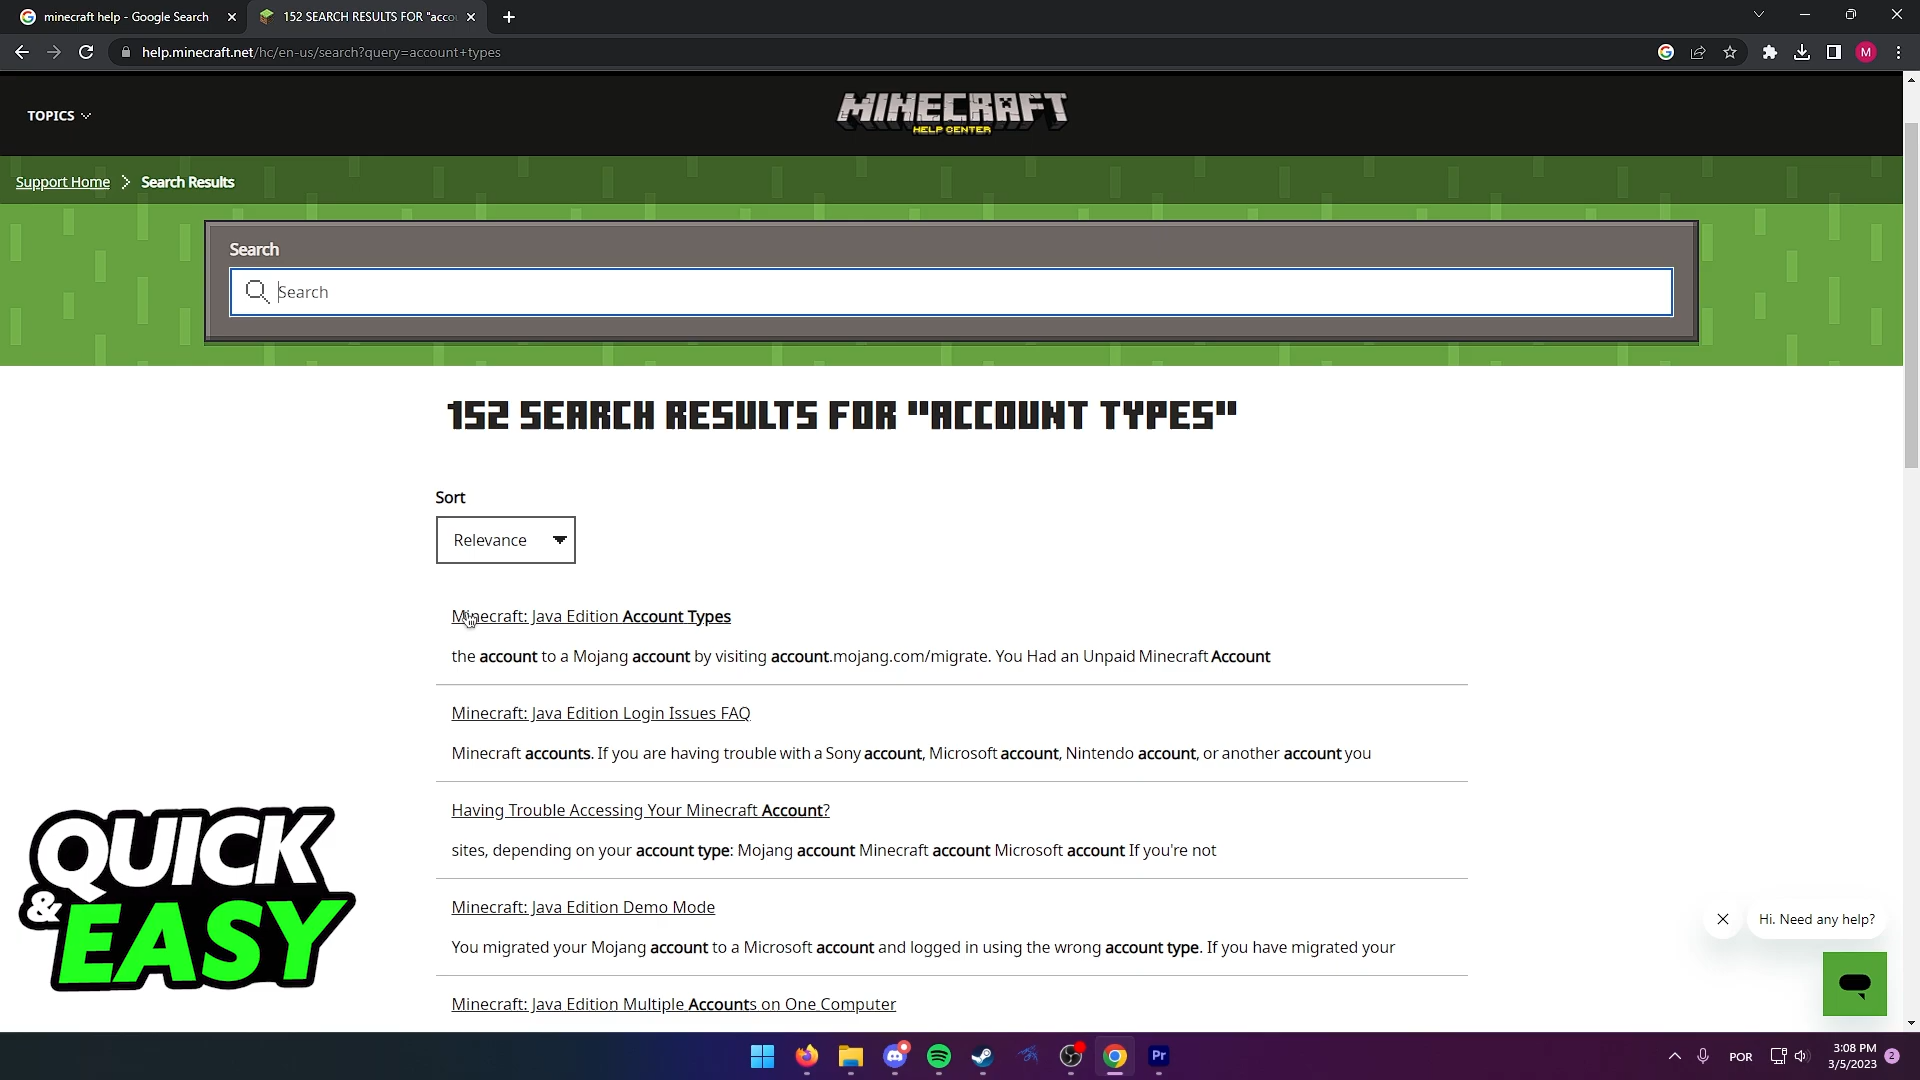 minecraft help - Google Search
152 SEARCH RESULTS FOR "acco
help.minecraft.net/hc/en-us/search?query=account+types
M
TOPICS
MINECRAFT
HELP CENTER
Support Home
Search Results
Search
Search
152 SEARCH RESULTS FOR "ACCOUNT TYPES"
Sort
Relevance
Minecraft: Java Edition Account Types
the account to a Mojang account by visiting account.mojang.com/migrate. You Had an Unpaid Minecraft Account
Minecraft: Java Edition Login Issues FAQ
Minecraft accounts. If you are having trouble with a Sony account, Microsoft account, Nintendo account, or another account you
Having Trouble Accessing Your Minecraft Account?
sites, depending on your account type: Mojang account Minecraft account Microsoft account If you're not
Minecraft: Java Edition Demo Mode
You migrated your Mojang account to a Microsoft account and logged in using the wrong account type. If you have migrated your
Minecraft: Java Edition Multiple Accounts on One Computer
QUICK
& EASY
Hi. Need any help?
Pr
POR
3:08 PM
3/5/2023
2